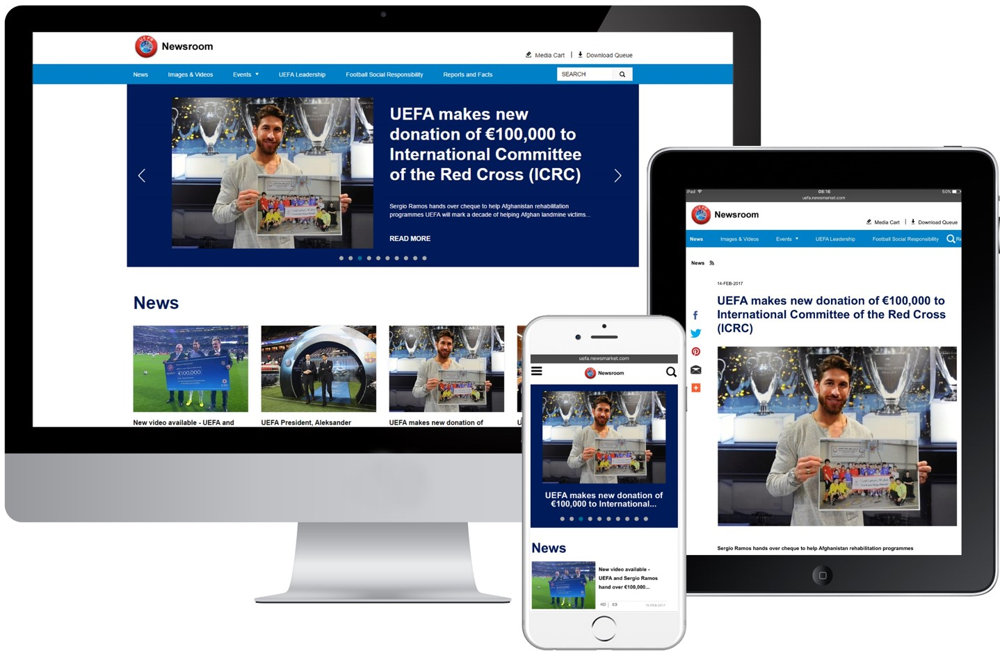 UEFA
Newsroom
Media Cart | Download Queue
News Images & Videos Events UEFA Leadership Football Social Responsibility Reports and Facts SEARCH
UEFA makes new
donation of €100,000 to
International Committee
of the Red Cross (ICRC)
Sergio Ramos hands over cheque to help Afghanistan rehabilitation
programmes UEFA will mark a decade of helping Afghan landmine victims...
READ MORE
News
€100,000
New video available - UEFA and
UEFA President, Aleksander
UEFA makes new donation of
iPad 08:16 50%
uefa.newsmarket.com
UEFA
Newsroom
Media Cart | Download Queue
News Images & Videos Events UEFA Leadership Football Social Responsibility Re
News
14-FEB-2017
UEFA makes new donation of €100,000 to
International Committee of the Red Cross
(ICRC)
Sergio Ramos hands over cheque to help Afghanistan rehabilitation programmes
uefa.newsmarket.com
Newsroom
UEFA makes new donation of
€100,000 to International...
News
New video available -
UEFA and Sergio Ramos
hand over €100,000...